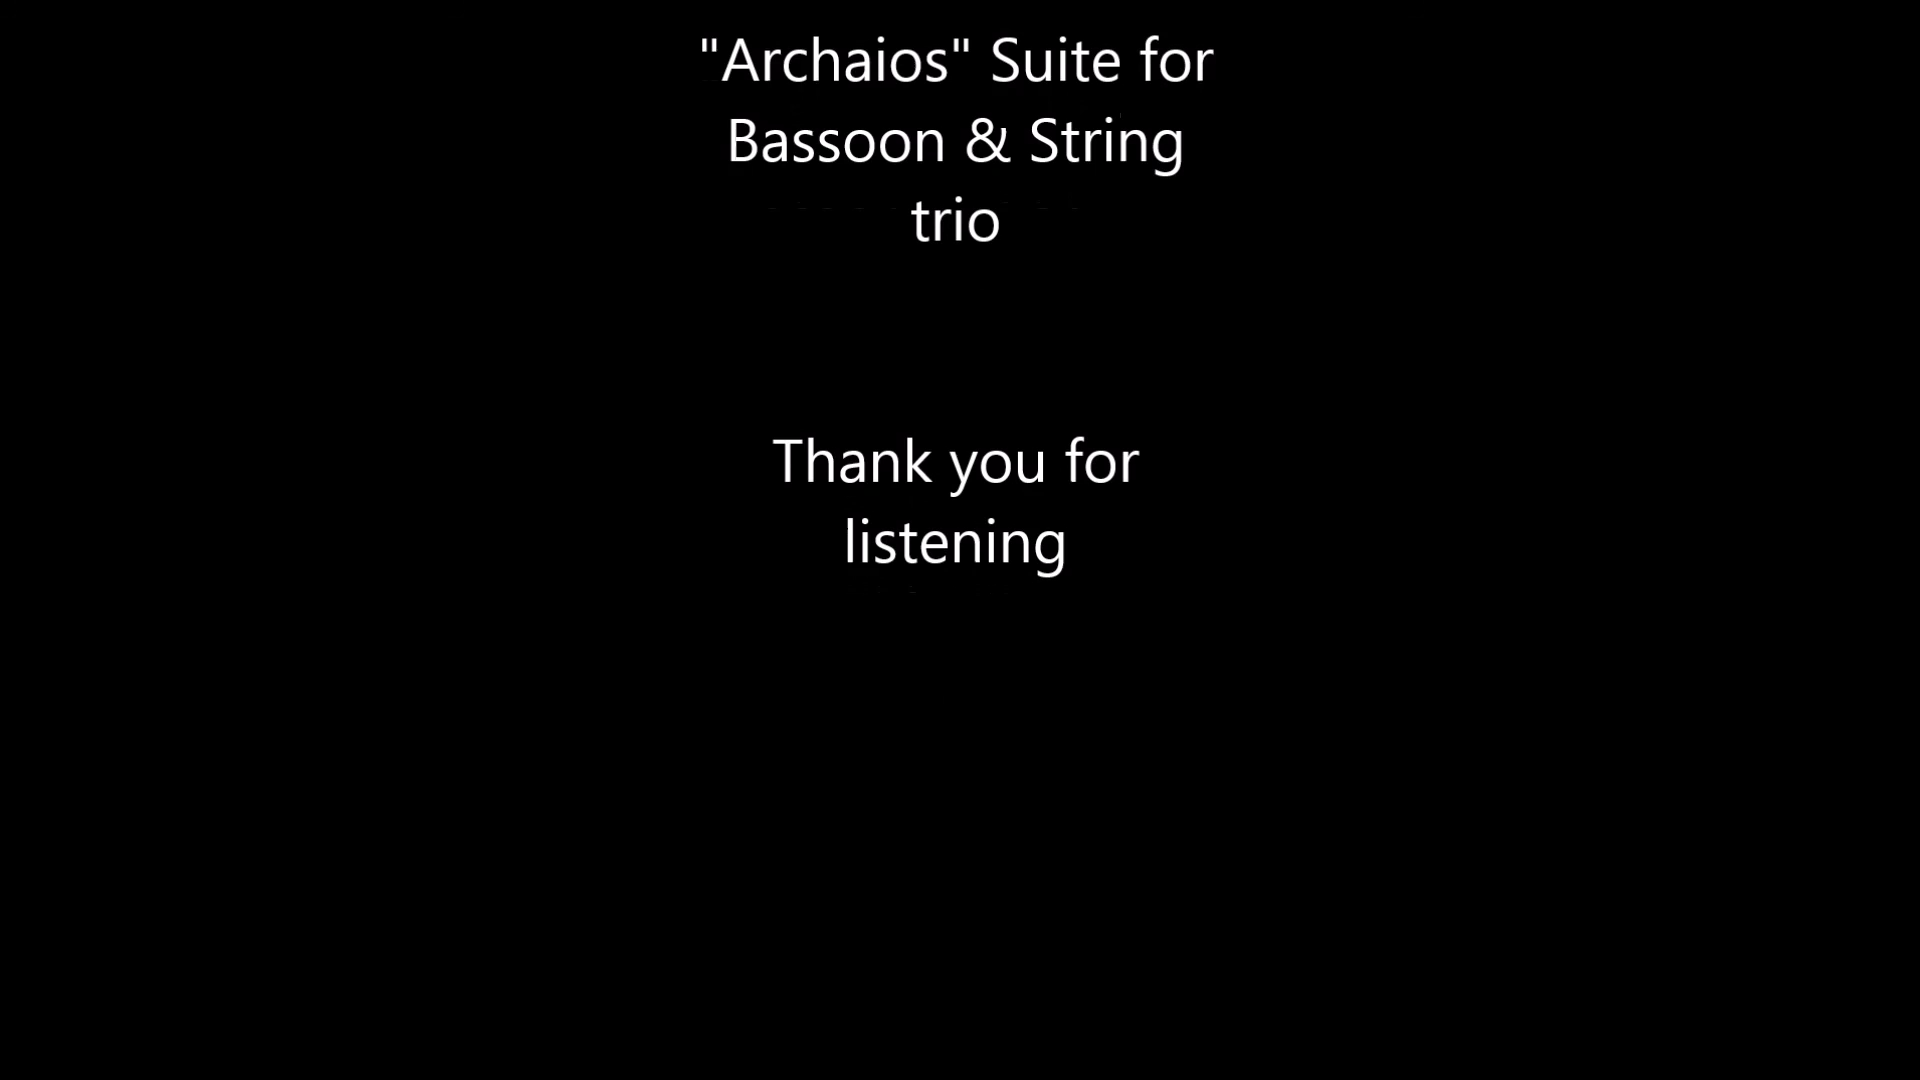 "Archaios" Suite for
Bassoon & String
trio
Thank you for
listening